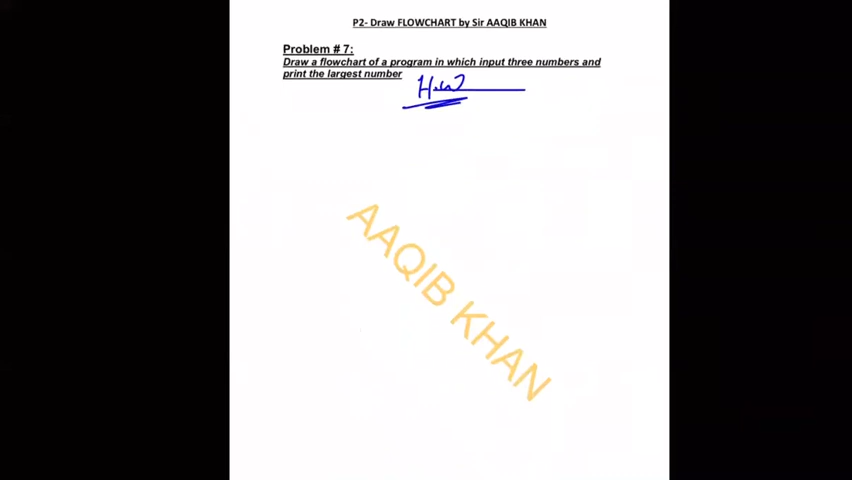 P2- Draw FLOWCHART by Sir AAQIB KHAN
Problem # 7:
Draw a flowchart of a program in which input three numbers and
print the largest number
H.W
AAQIB KHAN